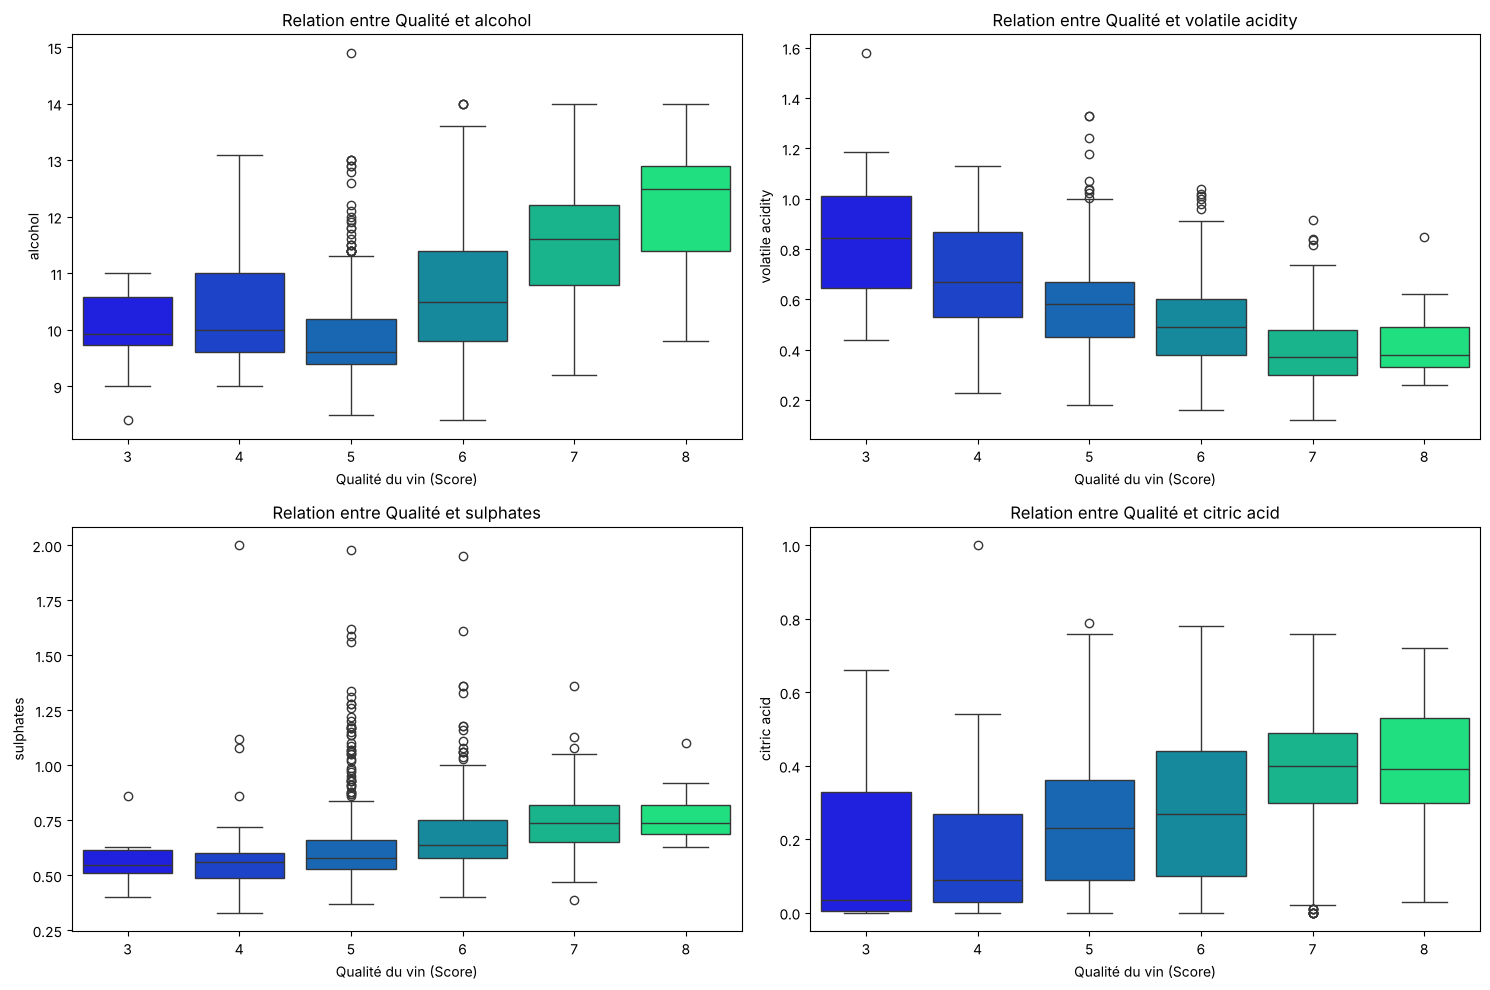 Relation entre Qualité et alcohol
15
14
13
12
11
10
9
alcohol
3 4 5 6 7 8
Qualité du vin (Score)
Relation entre Qualité et volatile acidity
1.6
1.4
1.2
1.0
0.8
0.6
0.4
0.2
volatile acidity
3 4 5 6 7 8
Qualité du vin (Score)
Relation entre Qualité et sulphates
2.00
1.75
1.50
1.25
1.00
0.75
0.50
0.25
sulphates
3 4 5 6 7 8
Qualité du vin (Score)
Relation entre Qualité et citric acid
1.0
0.8
0.6
0.4
0.2
0.0
citric acid
3 4 5 6 7 8
Qualité du vin (Score)